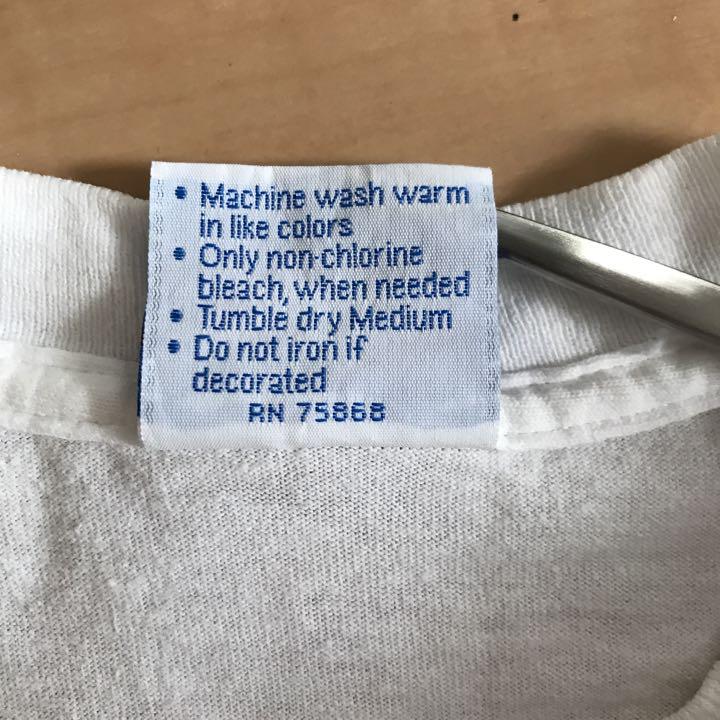 • Machine wash warm
in like colors
• Only non-chlorine
bleach, when needed
• Tumble dry Medium
• Do not iron if
decorated
RN 75868